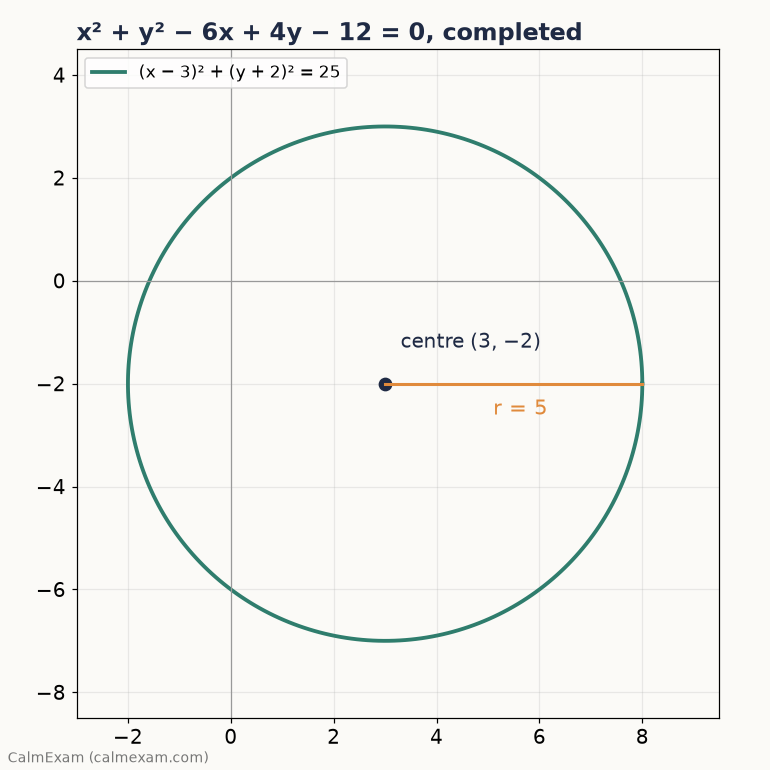 x² + y² − 6x + 4y − 12 = 0, completed
(x − 3)² + (y + 2)² = 25
4
2
0
−2
−4
−6
−8
centre (3, −2)
r = 5
−2
0
2
4
6
8
CalmExam (calmexam.com)